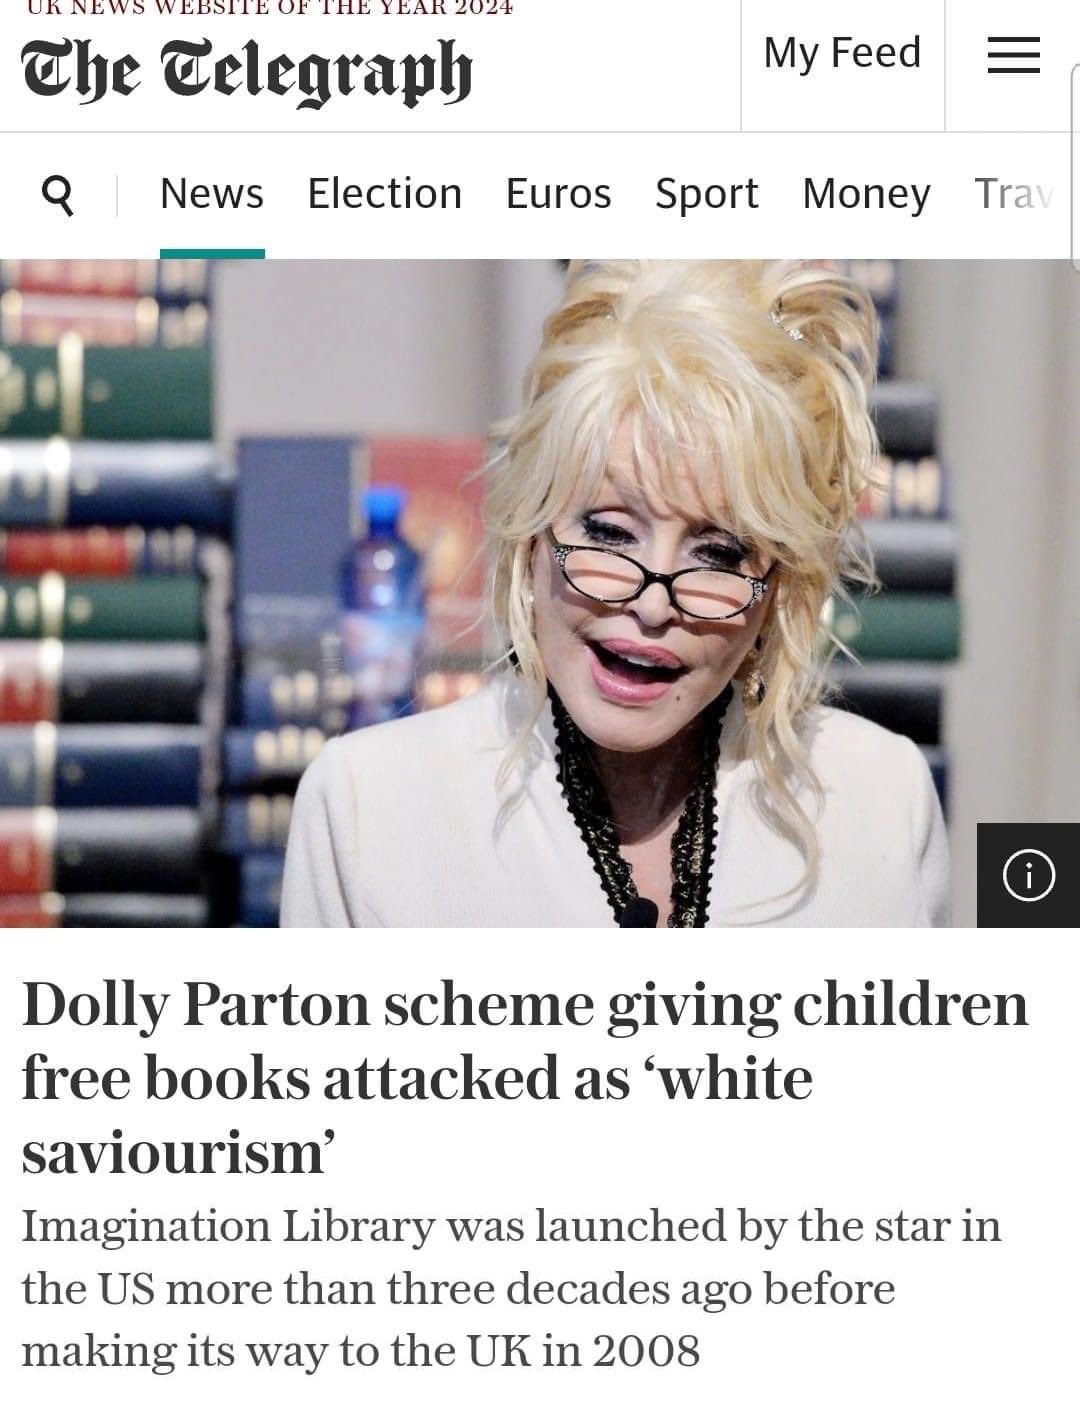 UK NEWS WEBSITE OF THE YEAR 2024
The Telegraph
My Feed
News Election Euros Sport Money Trav
Dolly Parton scheme giving children
free books attacked as ‘white
saviourism’
Imagination Library was launched by the star in
the US more than three decades ago before
making its way to the UK in 2008